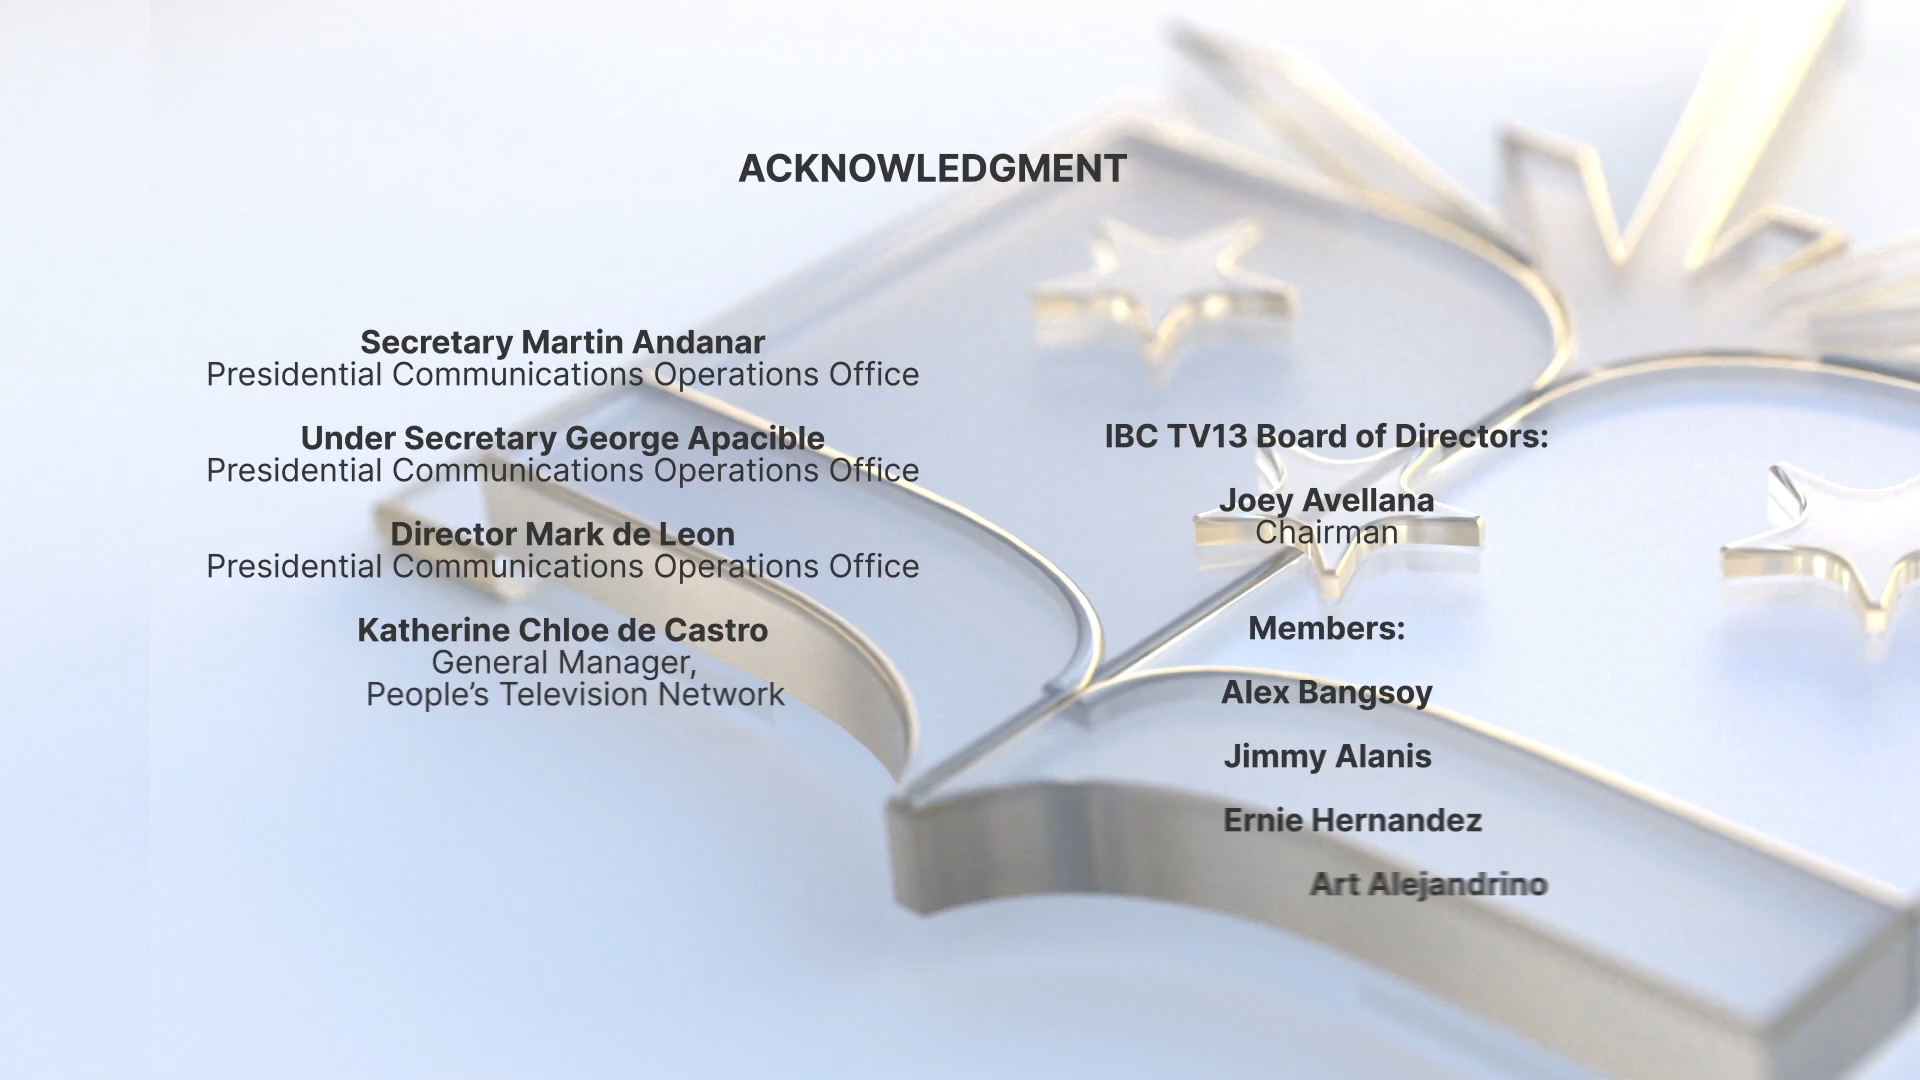 ACKNOWLEDGMENT
Secretary Martin Andanar
Presidential Communications Operations Office
Under Secretary George Apacible
Presidential Communications Operations Office
Director Mark de Leon
Presidential Communications Operations Office
Katherine Chloe de Castro
General Manager,
People’s Television Network
IBC TV13 Board of Directors:
Joey Avellana
Chairman
Members:
Alex Bangsoy
Jimmy Alanis
Ernie Hernandez
Art Alejandrino